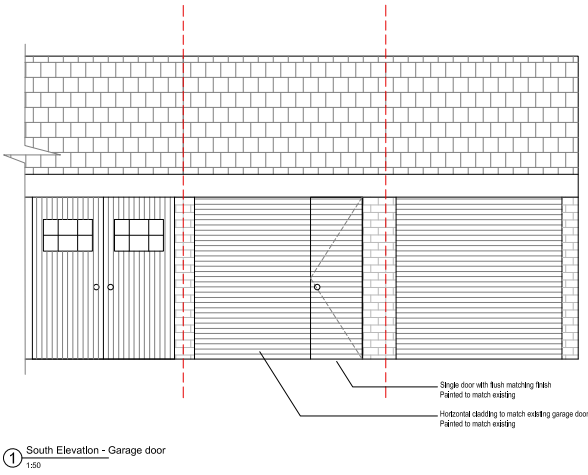 Single door with flush matching finish
Painted to match existing
Horizontal cladding to match existing garage door
Painted to match existing
1
South Elevation - Garage door
1:50